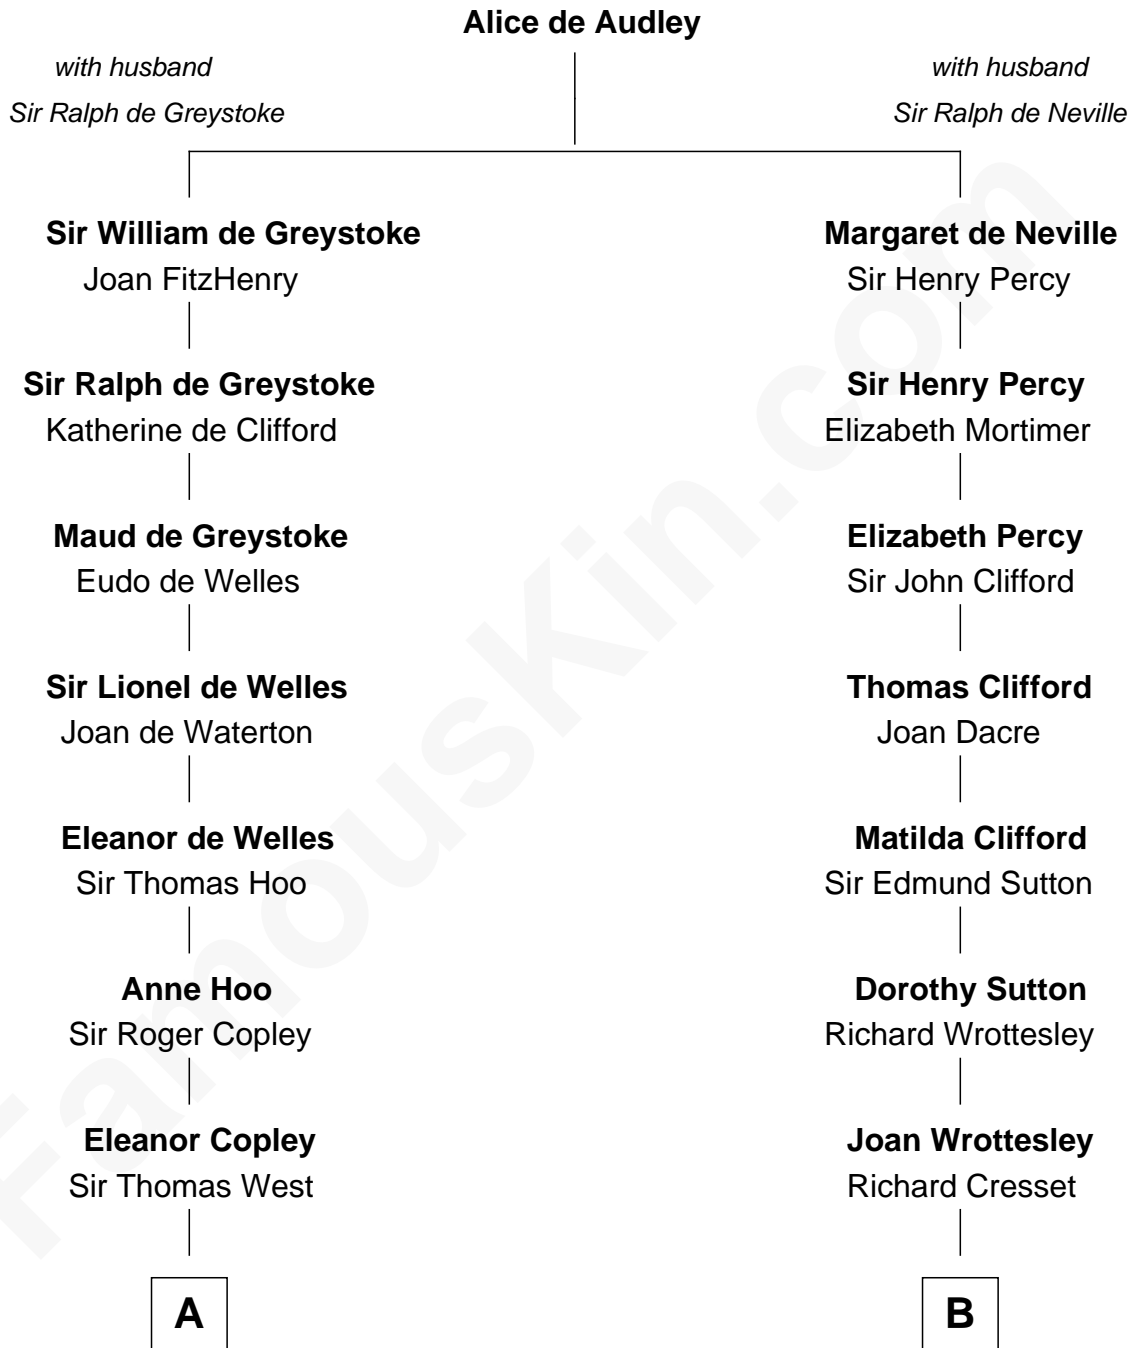 Alice de Audley
with husband
Sir Ralph de Greystoke
with husband
Sir Ralph de Neville
Sir William de Greystoke
Joan FitzHenry
Margaret de Neville
Sir Henry Percy
Sir Ralph de Greystoke
Katherine de Clifford
Sir Henry Percy
Elizabeth Mortimer
Maud de Greystoke
Eudo de Welles
Elizabeth Percy
Sir John Clifford
Sir Lionel de Welles
Joan de Waterton
Thomas Clifford
Joan Dacre
Eleanor de Welles
Sir Thomas Hoo
Matilda Clifford
Sir Edmund Sutton
Anne Hoo
Sir Roger Copley
Dorothy Sutton
Richard Wrottesley
Eleanor Copley
Sir Thomas West
Joan Wrottesley
Richard Cresset
A
B
FamousKin.com